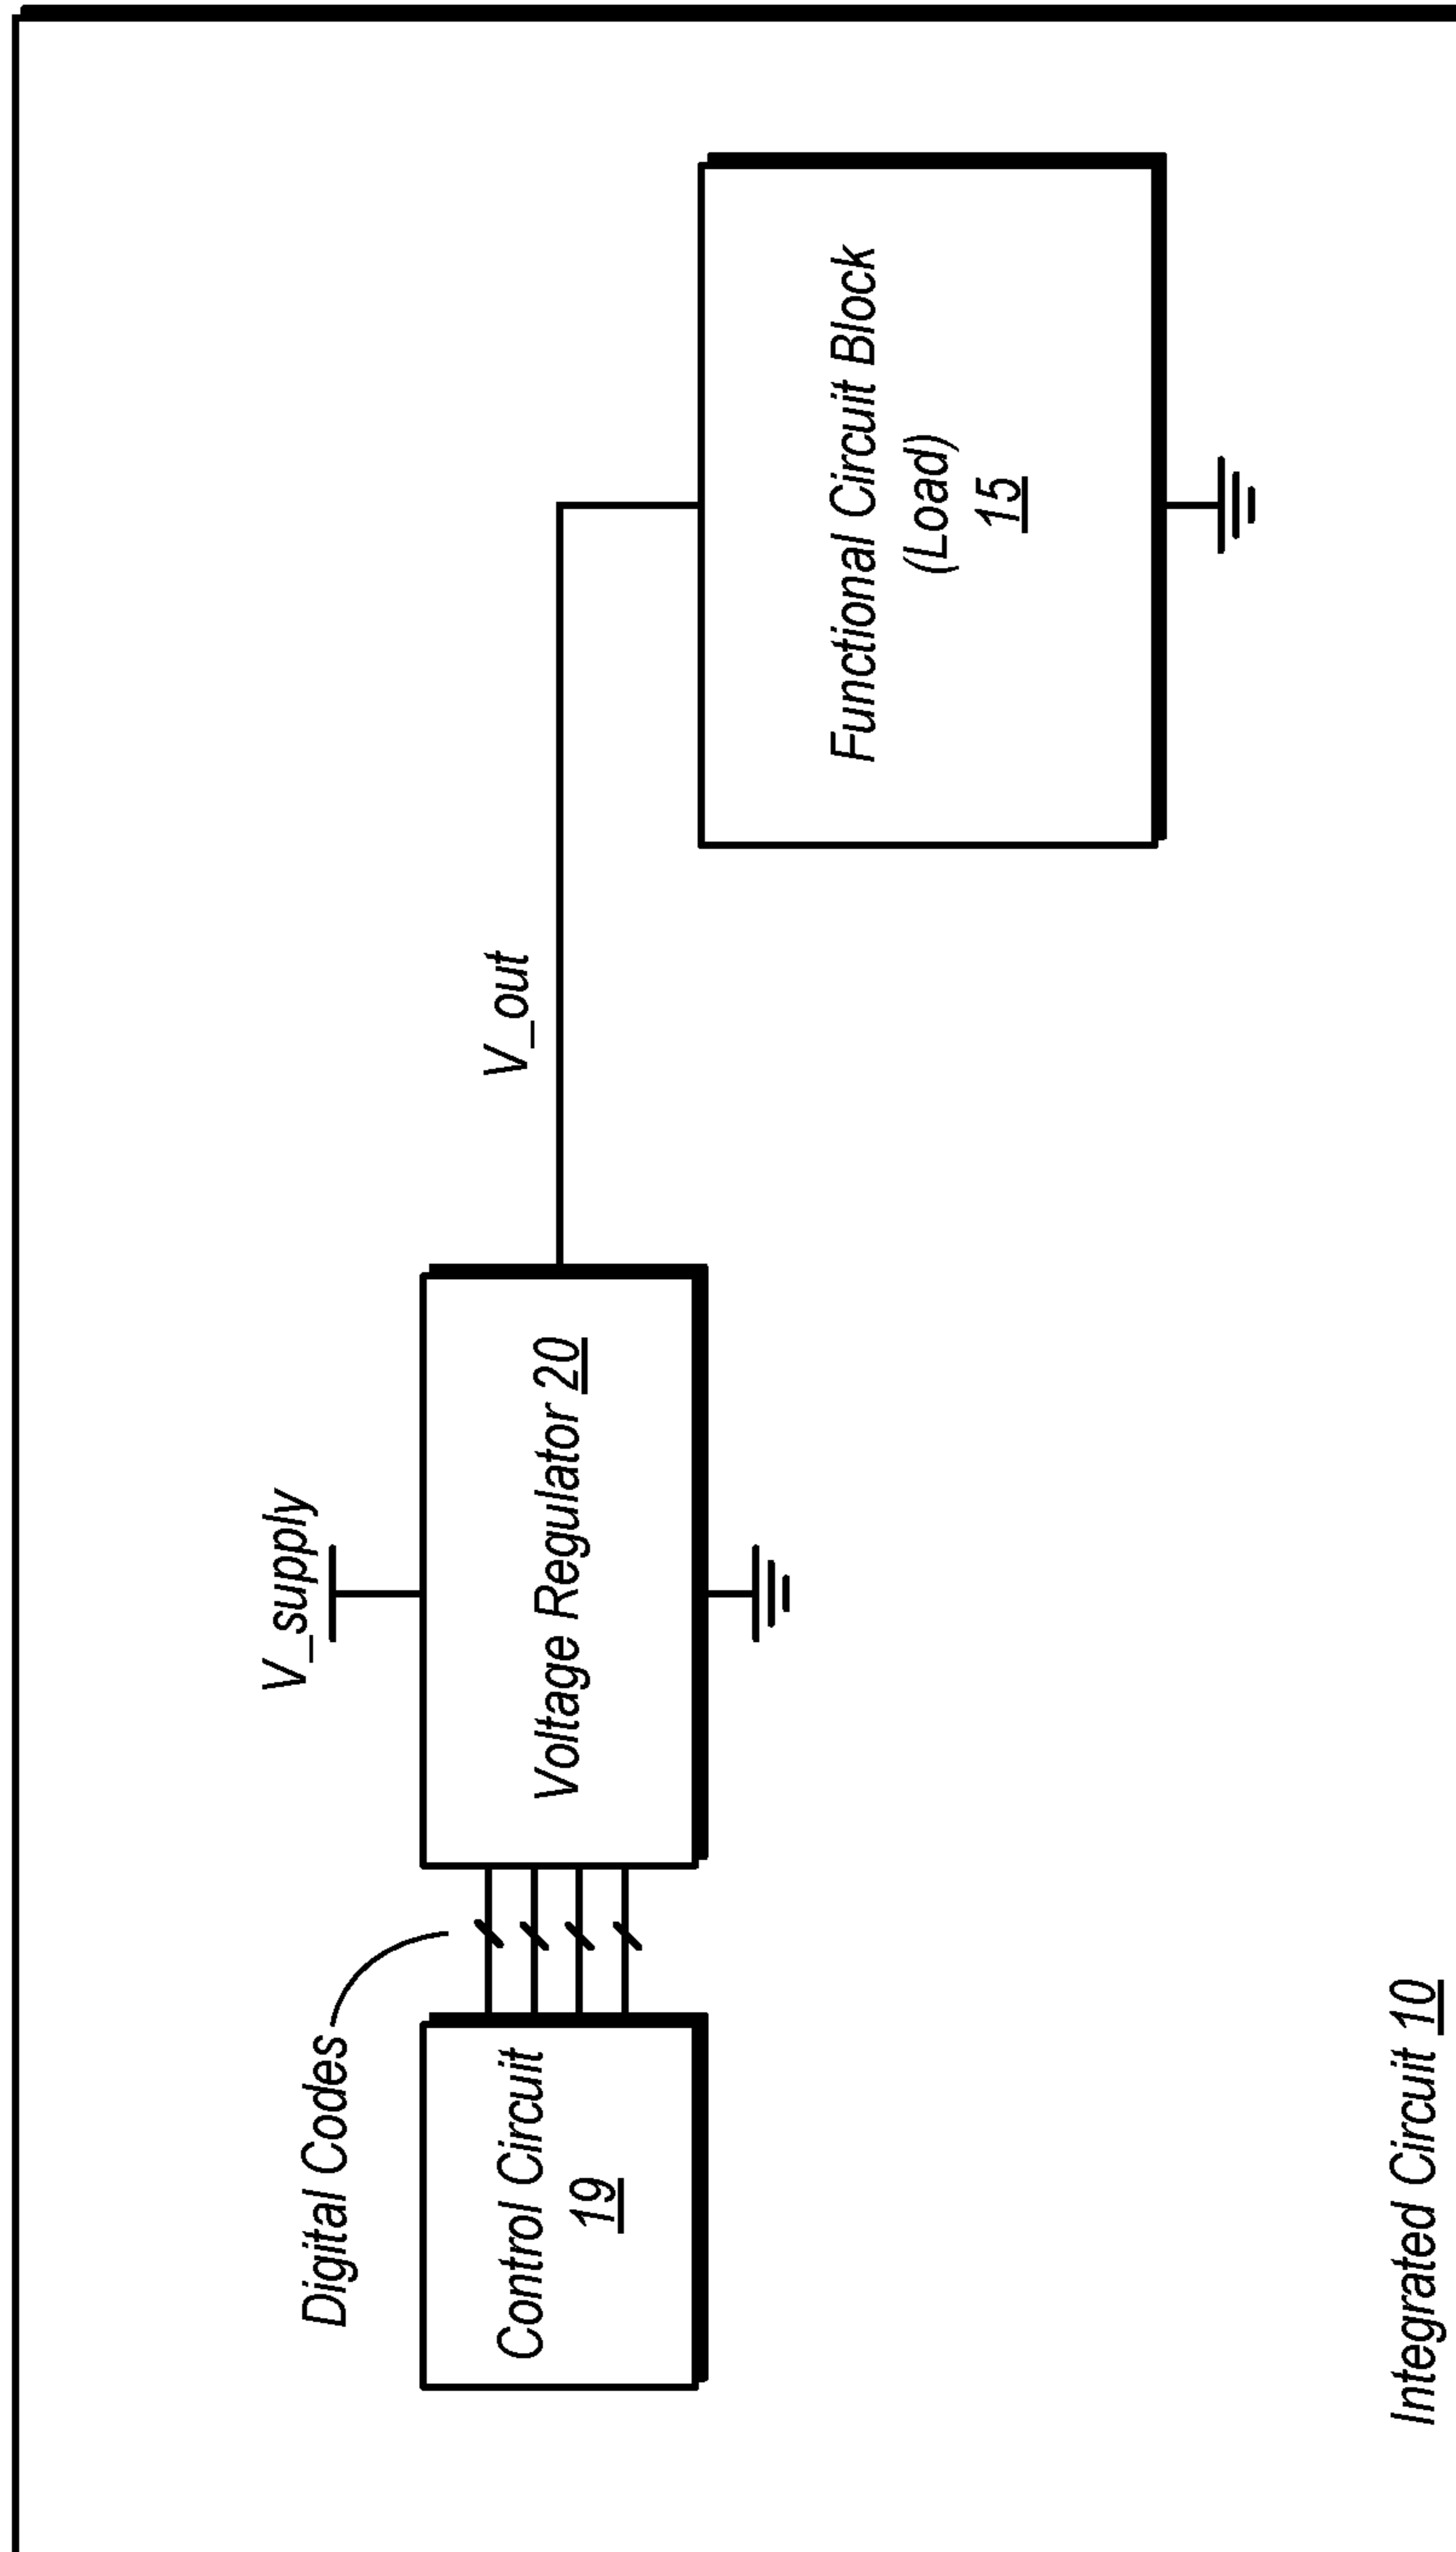 Digital Codes
V_supply
Control Circuit
19
Voltage Regulator 20
V_out
Functional Circuit Block
(Load)
15
Integrated Circuit 10